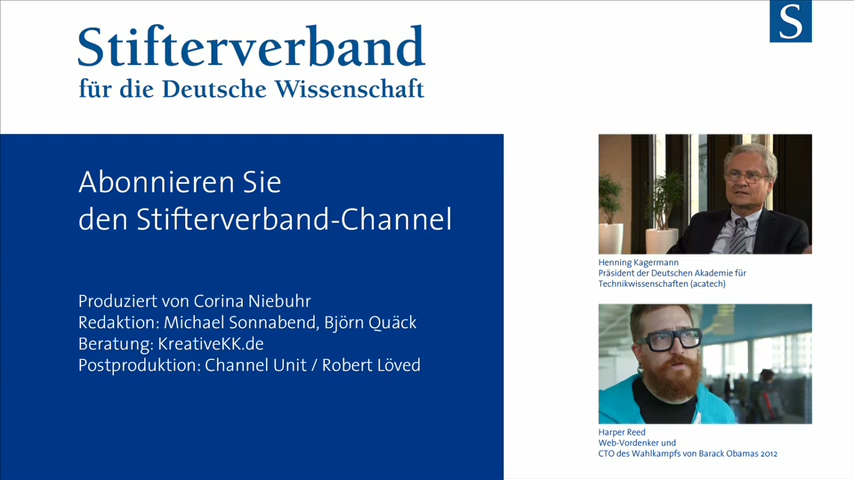 Stifterverband
für die Deutsche Wissenschaft
S
Abonnieren Sie
den Stifterverband-Channel
Produziert von Corina Niebuhr
Redaktion: Michael Sonnabend, Björn Quäck
Beratung: KreativeKK.de
Postproduktion: Channel Unit / Robert Löved
Henning Kagermann
Präsident der Deutschen Akademie für
Technikwissenschaften (acatech)
Harper Reed
Web-Vordenker und
CTO des Wahlkampfs von Barack Obamas 2012